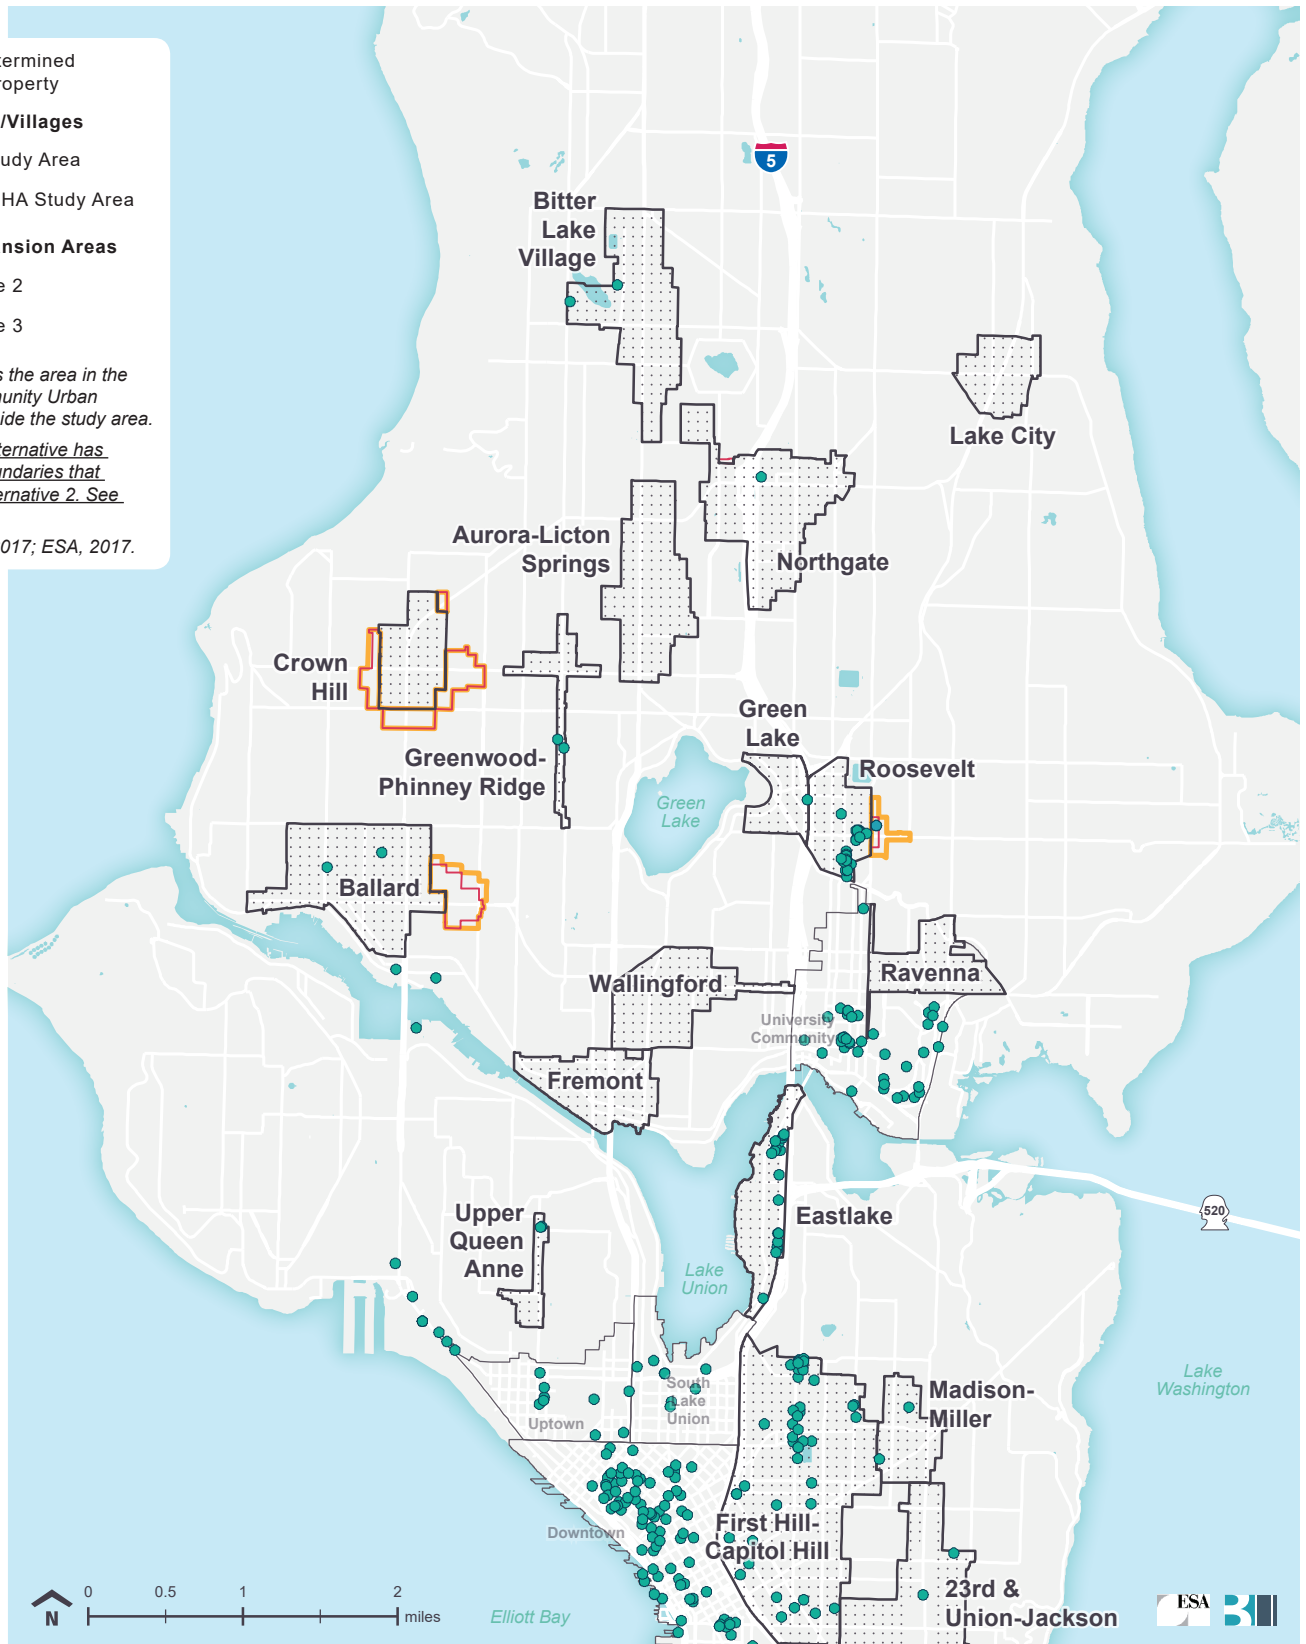 termined
roperty
/Villages
udy Area
HA Study Area
nsion Areas
e 2
e 3
s the area in the
munity Urban
ide the study area.
ternative has
undaries that
ernative 2. See
017; ESA, 2017.
5
Bitter
Lake
Village
Lake City
Aurora-Licton
Springs
Northgate
Crown
Hill
Green
Lake
Greenwood-
Phinney Ridge
Roosevelt
Green
Lake
Ballard
Wallingford
Ravenna
University
Community
Fremont
Upper
Queen
Anne
Eastlake
520
Lake
Union
Lake
Washington
South
Lake
Union
Uptown
Madison-
Miller
Downtown
First Hill-
Capitol Hill
23rd &
Union-Jackson
Elliott Bay
N
0 0.5 1 2
miles
ESA